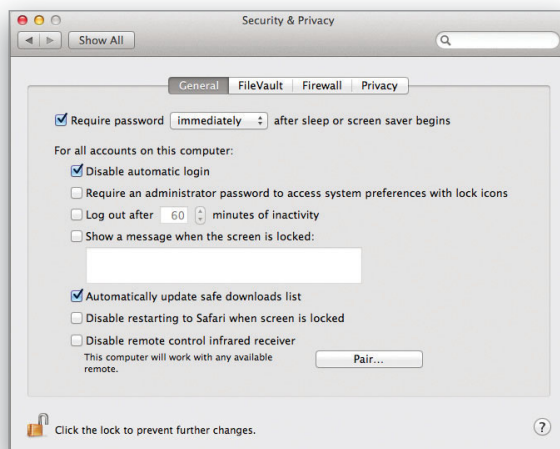 Security & Privacy
Show All
General FileVault Firewall Privacy
Require password immediately after sleep or screen saver begins
For all accounts on this computer:
Disable automatic login
Require an administrator password to access system preferences with lock icons
Log out after 60 minutes of inactivity
Show a message when the screen is locked:
Automatically update safe downloads list
Disable restarting to Safari when screen is locked
Disable remote control infrared receiver
This computer will work with any available
remote.
Pair...
Click the lock to prevent further changes.
?